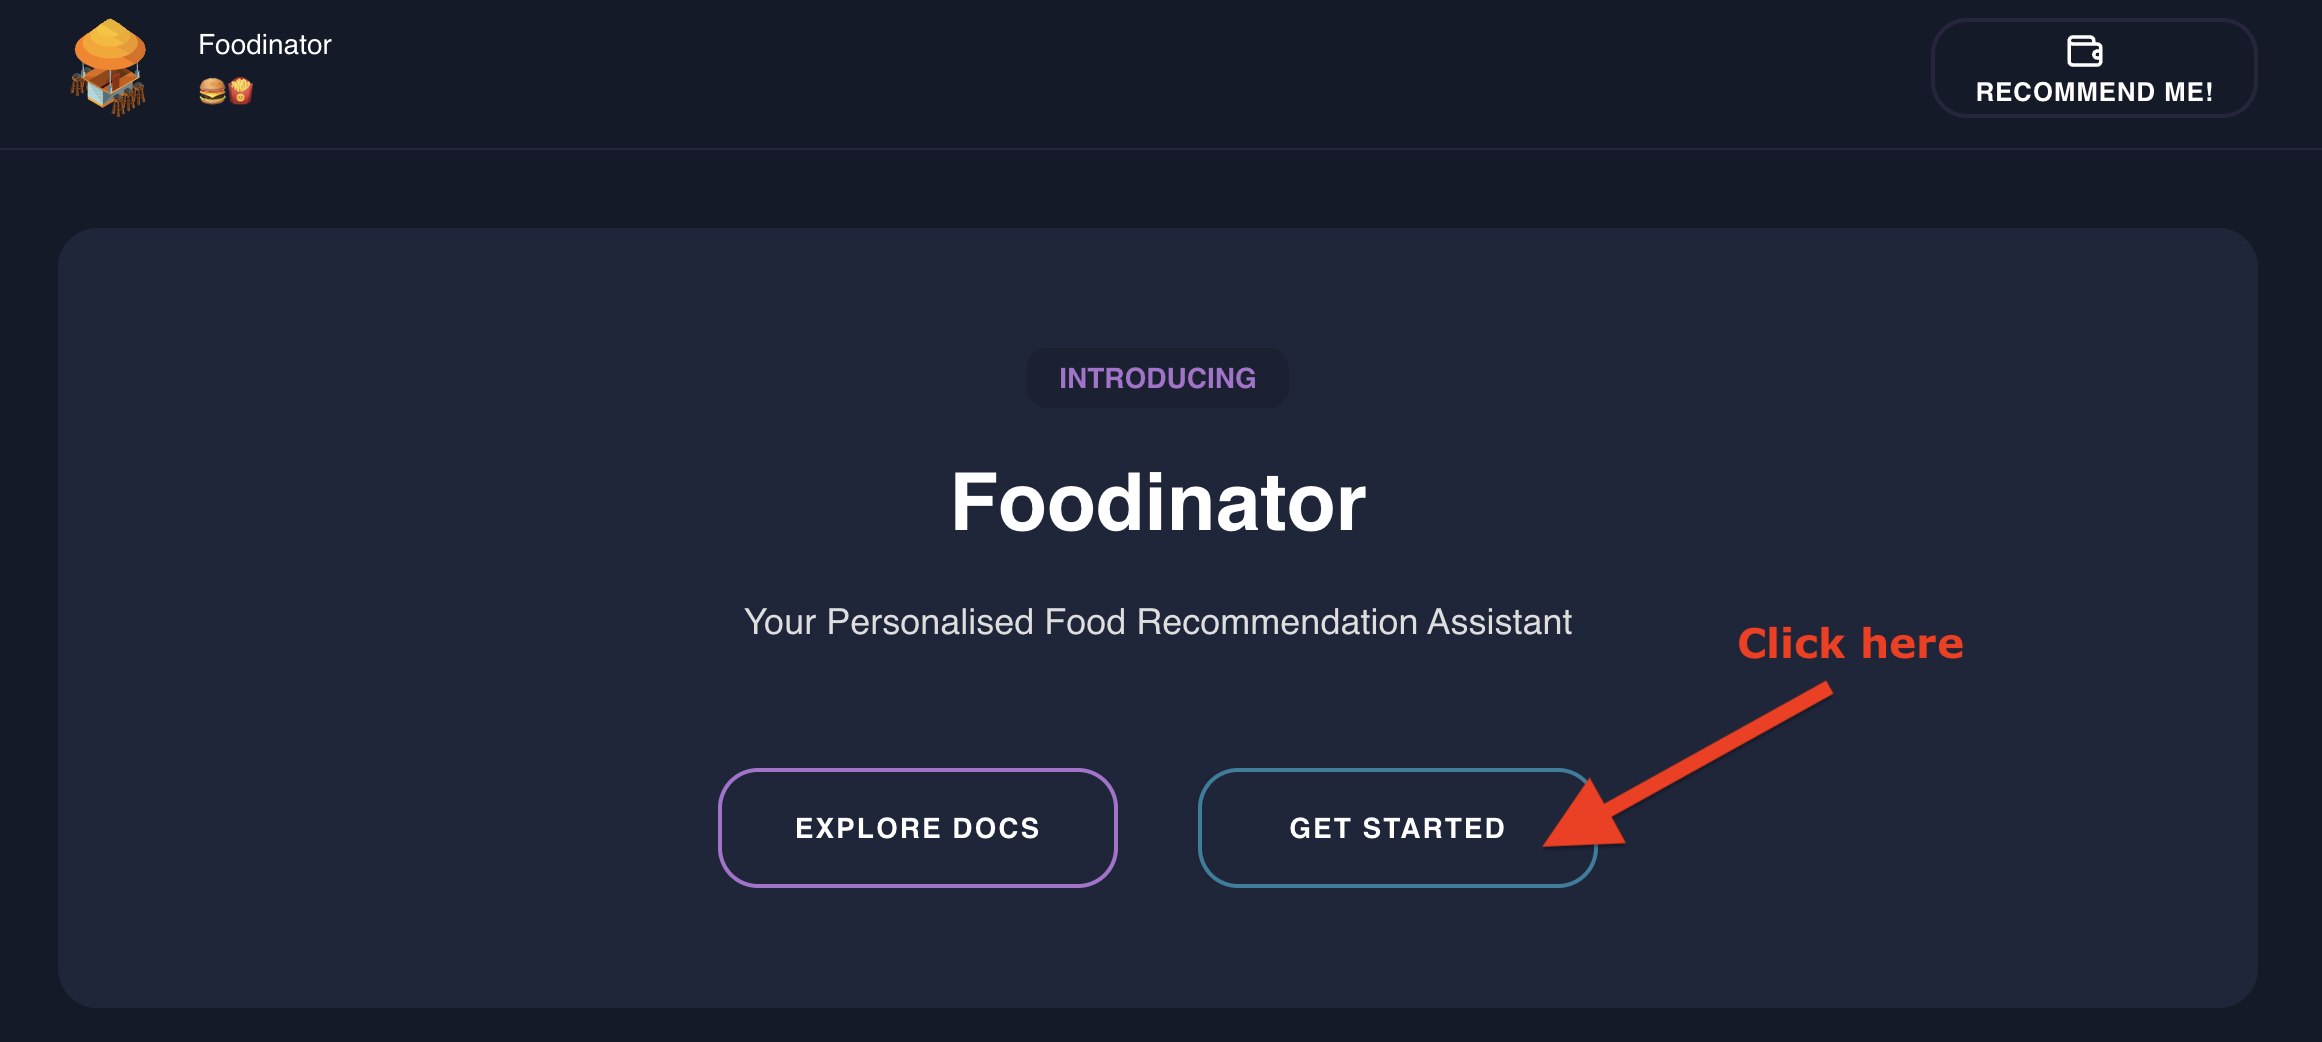 Foodinator
🍔🍟
RECOMMEND ME!
INTRODUCING
Foodinator
Your Personalised Food Recommendation Assistant
Click here
EXPLORE DOCS
GET STARTED